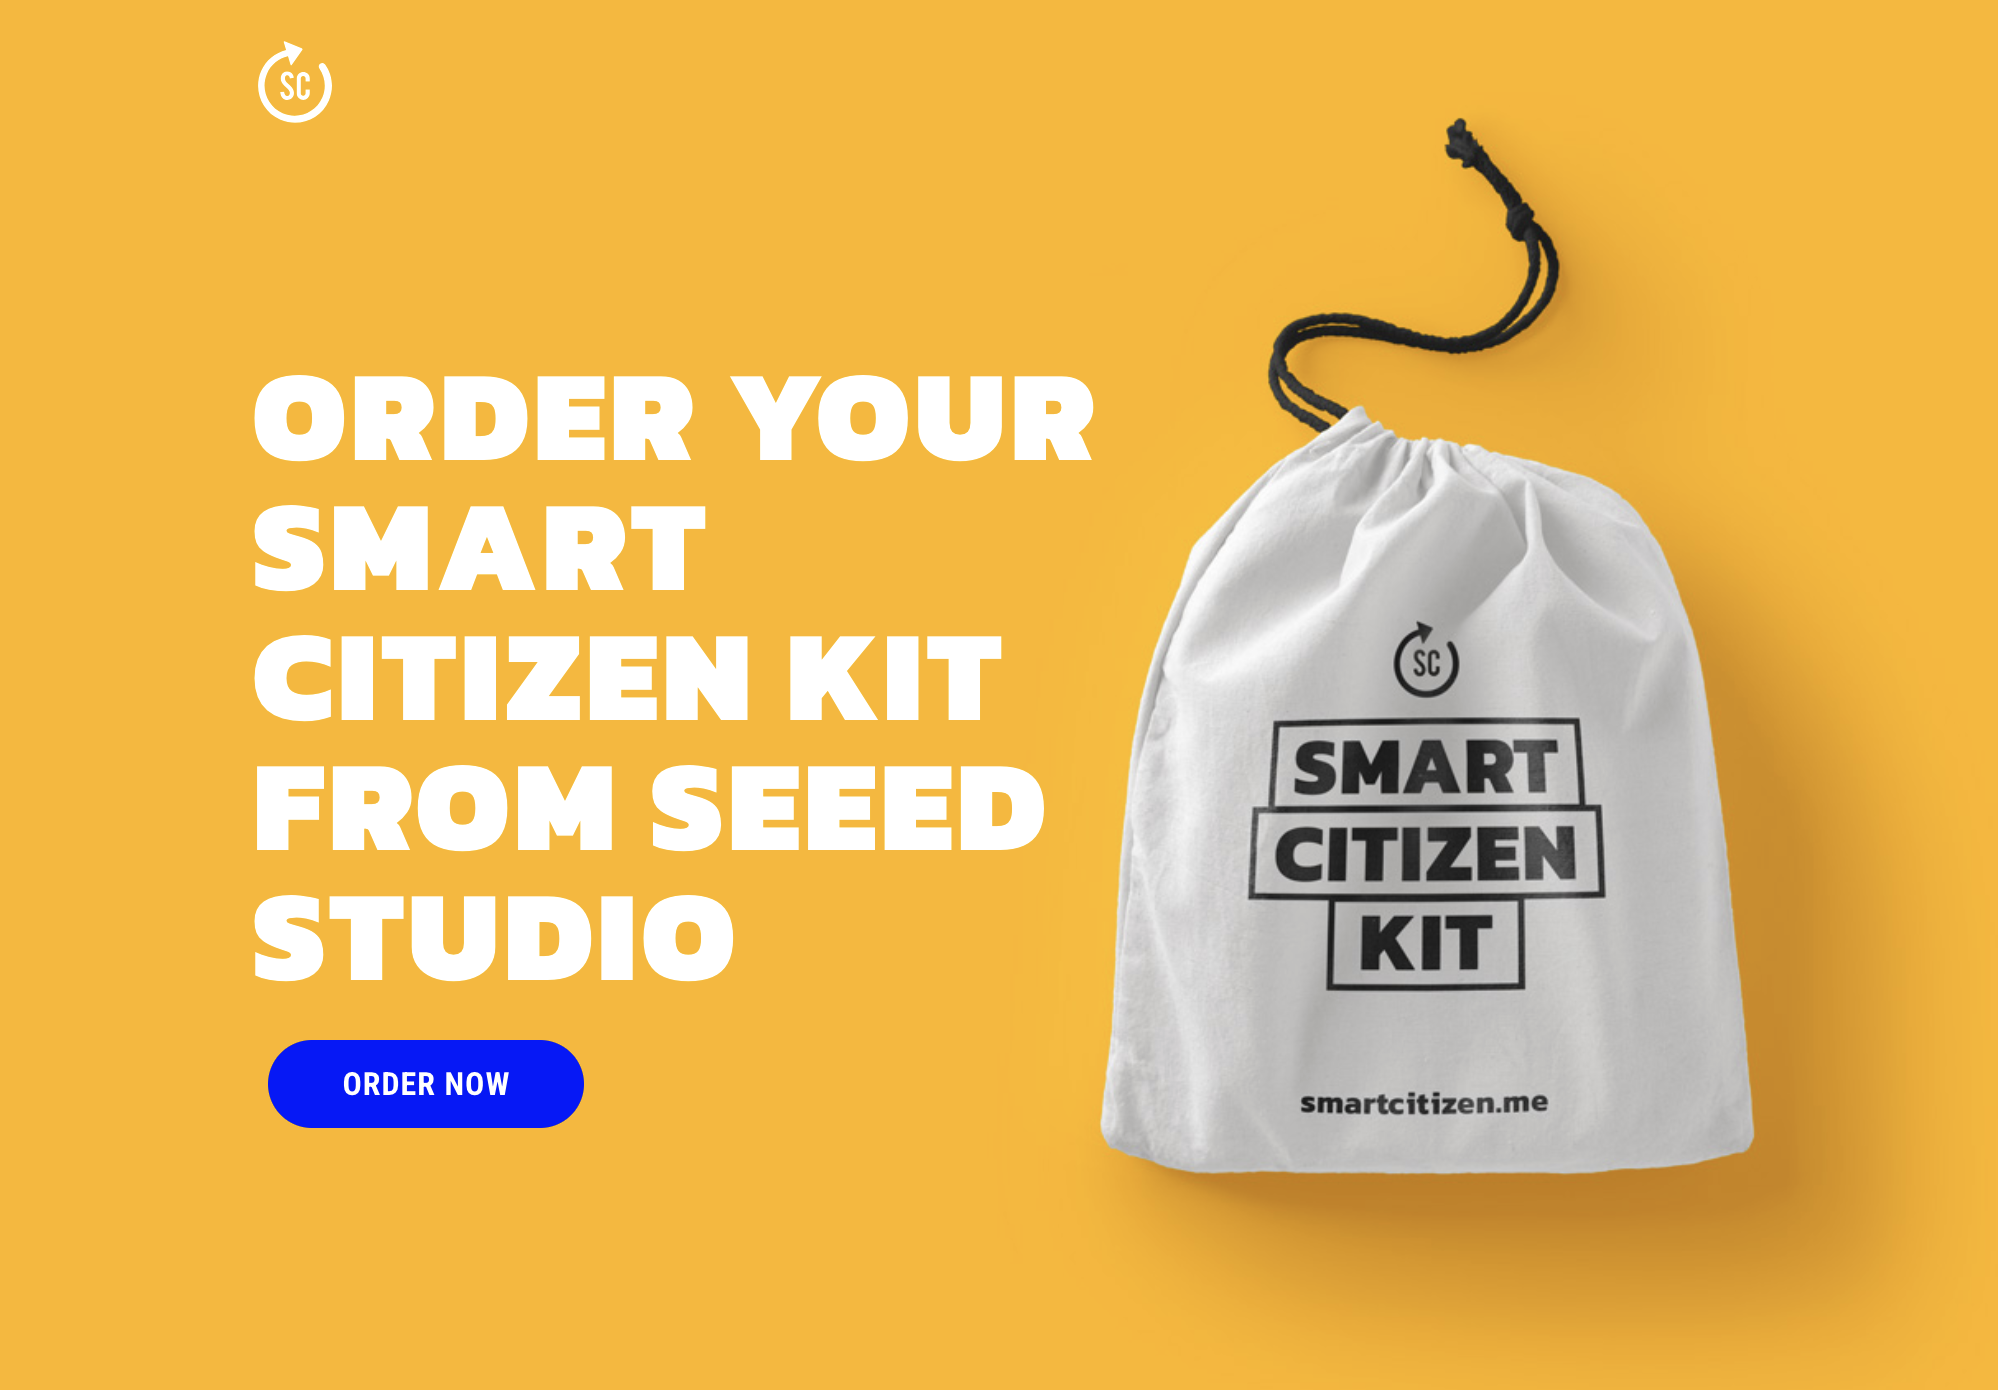 SC
ORDER YOUR
SMART
CITIZEN KIT
FROM SEEED
STUDIO
ORDER NOW
SC
SMART
CITIZEN
KIT
smartcitizen.me